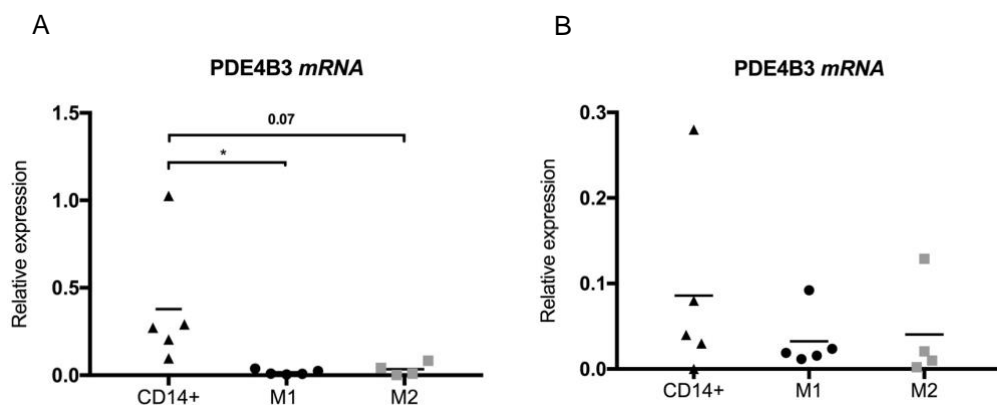 A
PDE4B3 mRNA
Relative expression
1.5
1.0
0.5
0.0
0.07
*
CD14+ M1 M2
B
PDE4B3 mRNA
Relative expression
0.3
0.2
0.1
0.0
CD14+ M1 M2